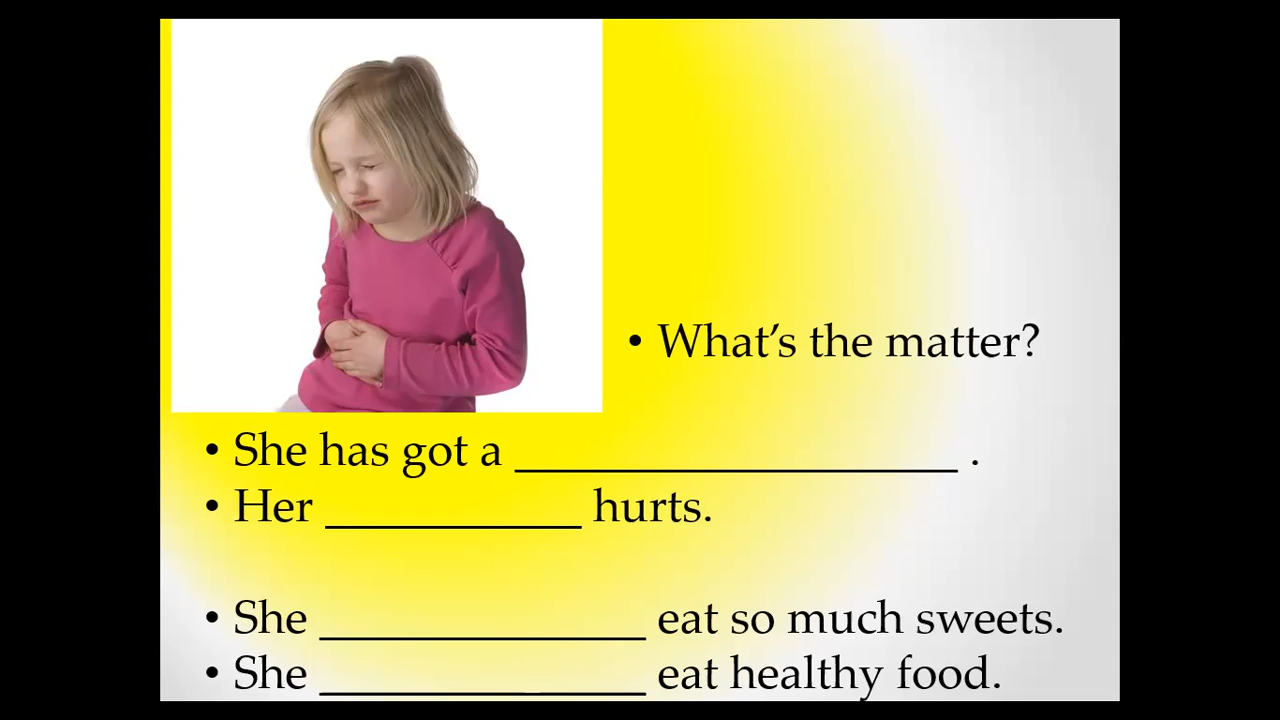 • What’s the matter?
• She has got a ___________________ .
• Her ___________ hurts.
• She ______________ eat so much sweets.
• She ______________ eat healthy food.